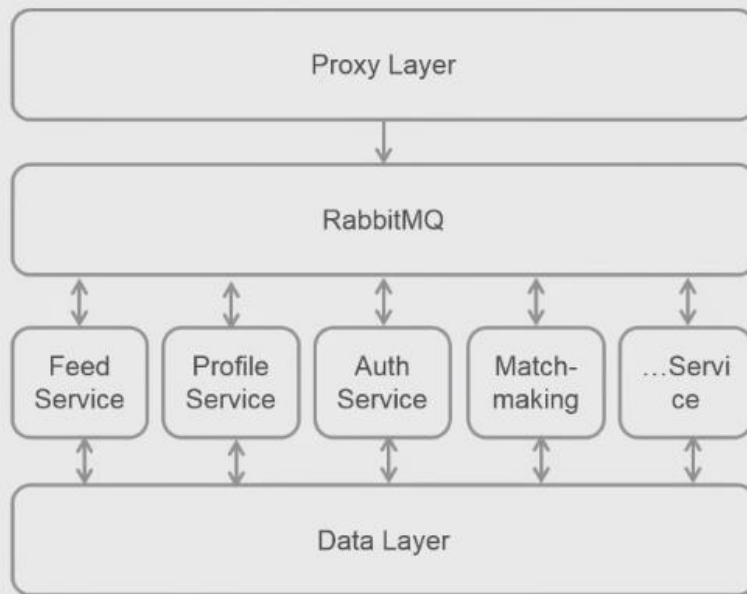 Proxy Layer
RabbitMQ
Feed
Service
Profile
Service
Auth
Service
Match-
making
...Servi
ce
Data Layer